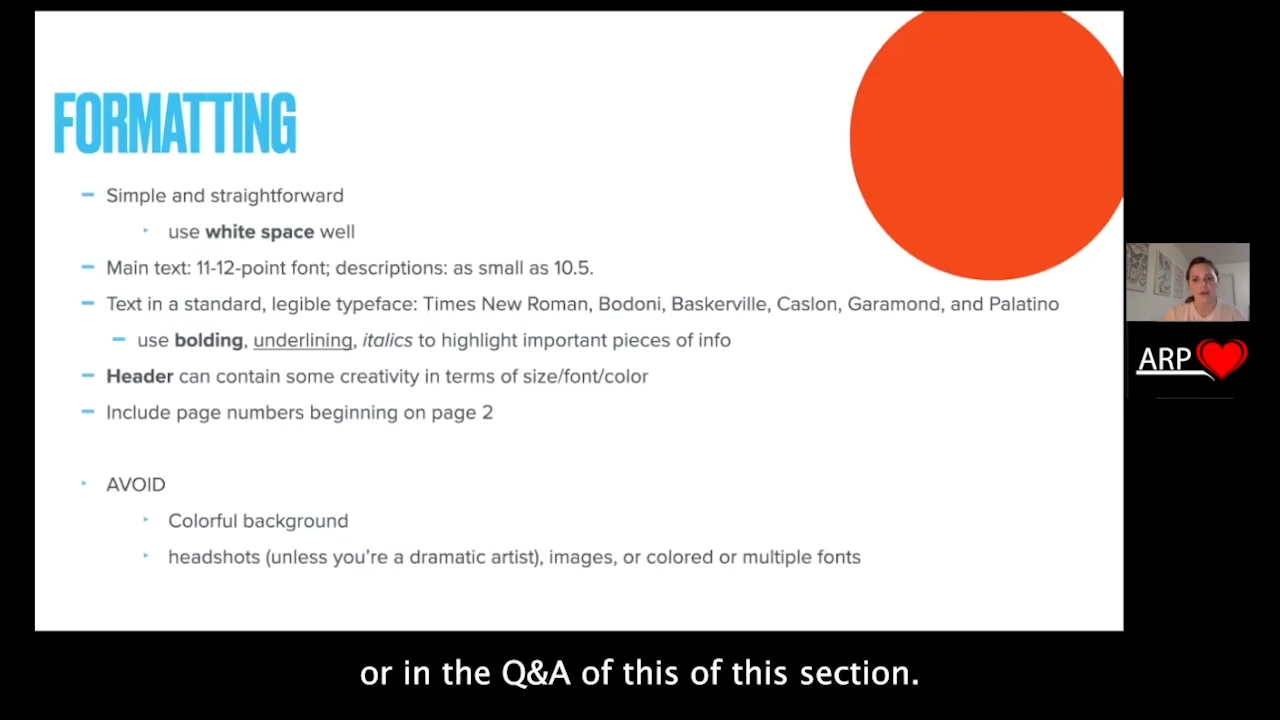 FORMATTING
Simple and straightforward
use white space well
Main text: 11-12-point font; descriptions: as small as 10.5.
Text in a standard, legible typeface: Times New Roman, Bodoni, Baskerville, Caslon, Garamond, and Palatino
use bolding, underlining, italics to highlight important pieces of info
Header can contain some creativity in terms of size/font/color
Include page numbers beginning on page 2
AVOID
Colorful background
headshots (unless you're a dramatic artist), images, or colored or multiple fonts
ARP
or in the Q&A of this of this section.